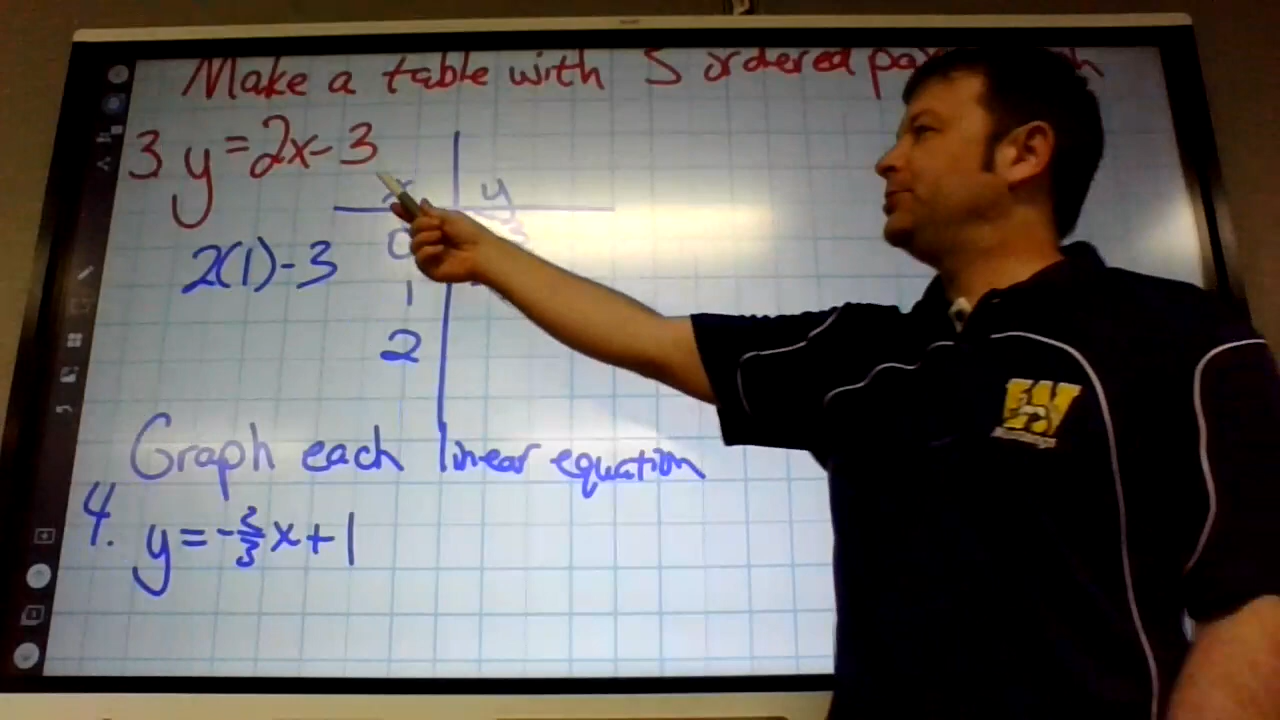 Make a table with 5 ordered
3 y = 2x - 3
x y
0
2(1) - 3
1
2
Graph each linear equation
4. y = -2/3 x + 1